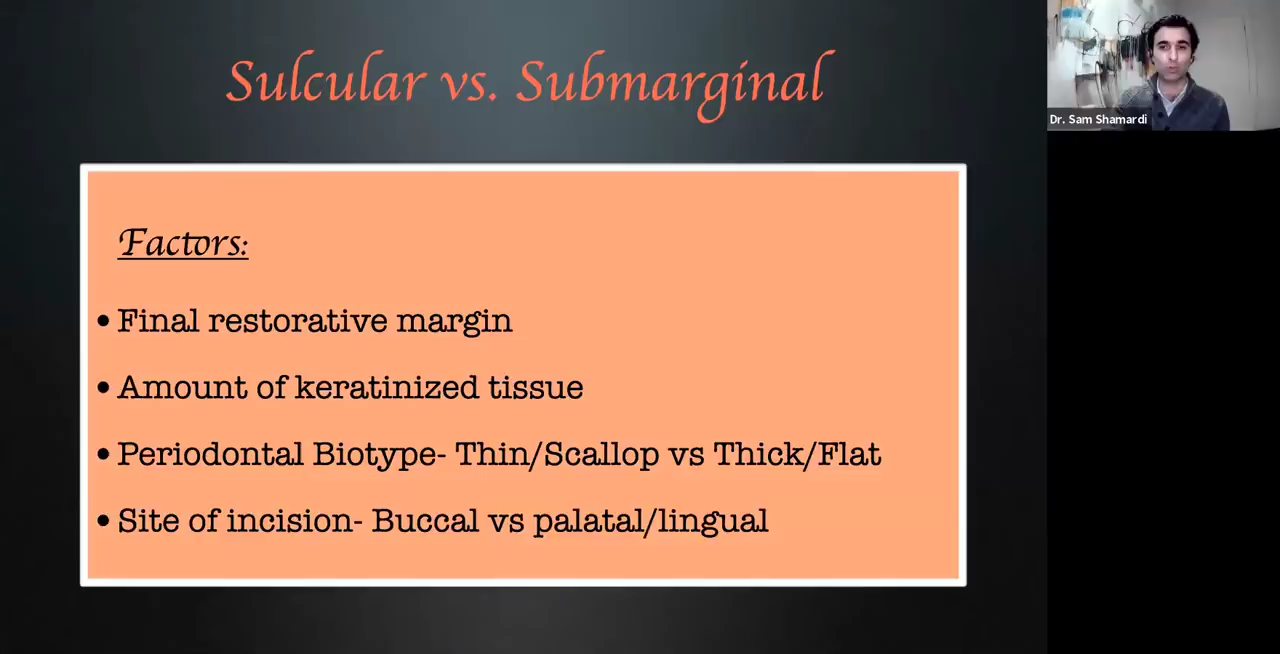 Sulcular vs. Submarginal
Dr. Sam Shamardi
Factors:
• Final restorative margin
• Amount of keratinized tissue
• Periodontal Biotype- Thin/Scallop vs Thick/Flat
• Site of incision- Buccal vs palatal/lingual